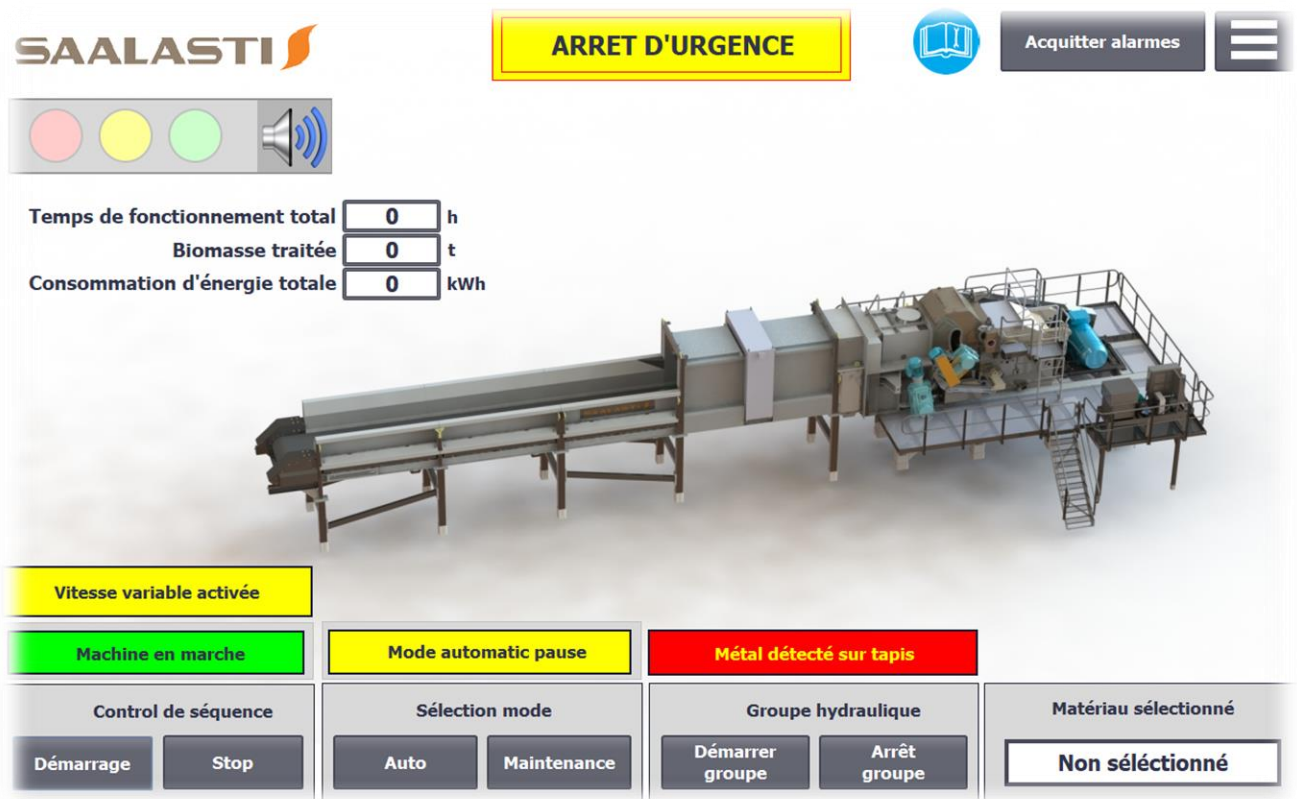 SAALASTI
ARRET D'URGENCE
Acquitter alarmes
Temps de fonctionnement total 0 h
Biomasse traitée 0 t
Consommation d'énergie totale 0 kWh
SAALASTI
Vitesse variable activée
Machine en marche
Mode automatic pause
Métal détecté sur tapis
Control de séquence
Sélection mode
Groupe hydraulique
Matériau sélectionné
Démarrage
Stop
Auto
Maintenance
Démarrer
groupe
Arrêt
groupe
Non séléctionné